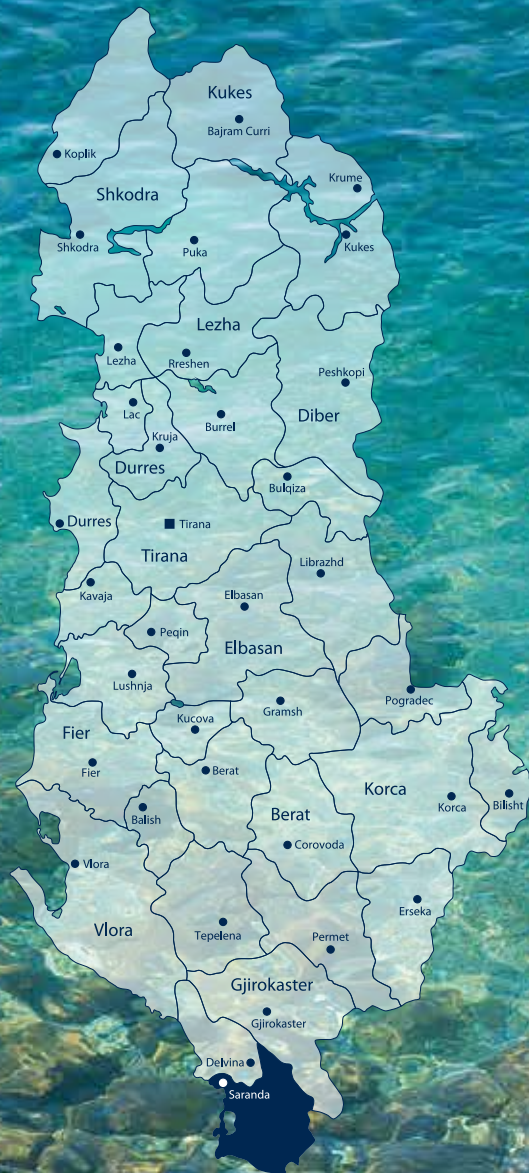 Kukes
Bajram Curri
Koplik
Krume
Shkodra
Shkodra
Kukes
Puka
Lezha
Lezha
Rreshen
Peshkopi
Lac
Burrel
Diber
Kruja
Durres
Bulqiza
Durres
Tirana
Tirana
Librazhd
Kavaja
Elbasan
Peqin
Elbasan
Lushnja
Pogradec
Gramsh
Kucova
Fier
Fier
Berat
Korca
Korca
Bilisht
Balish
Berat
Corovoda
Vlora
Erseka
Tepelena
Vlora
Permet
Gjirokaster
Gjirokaster
Delvina
Saranda